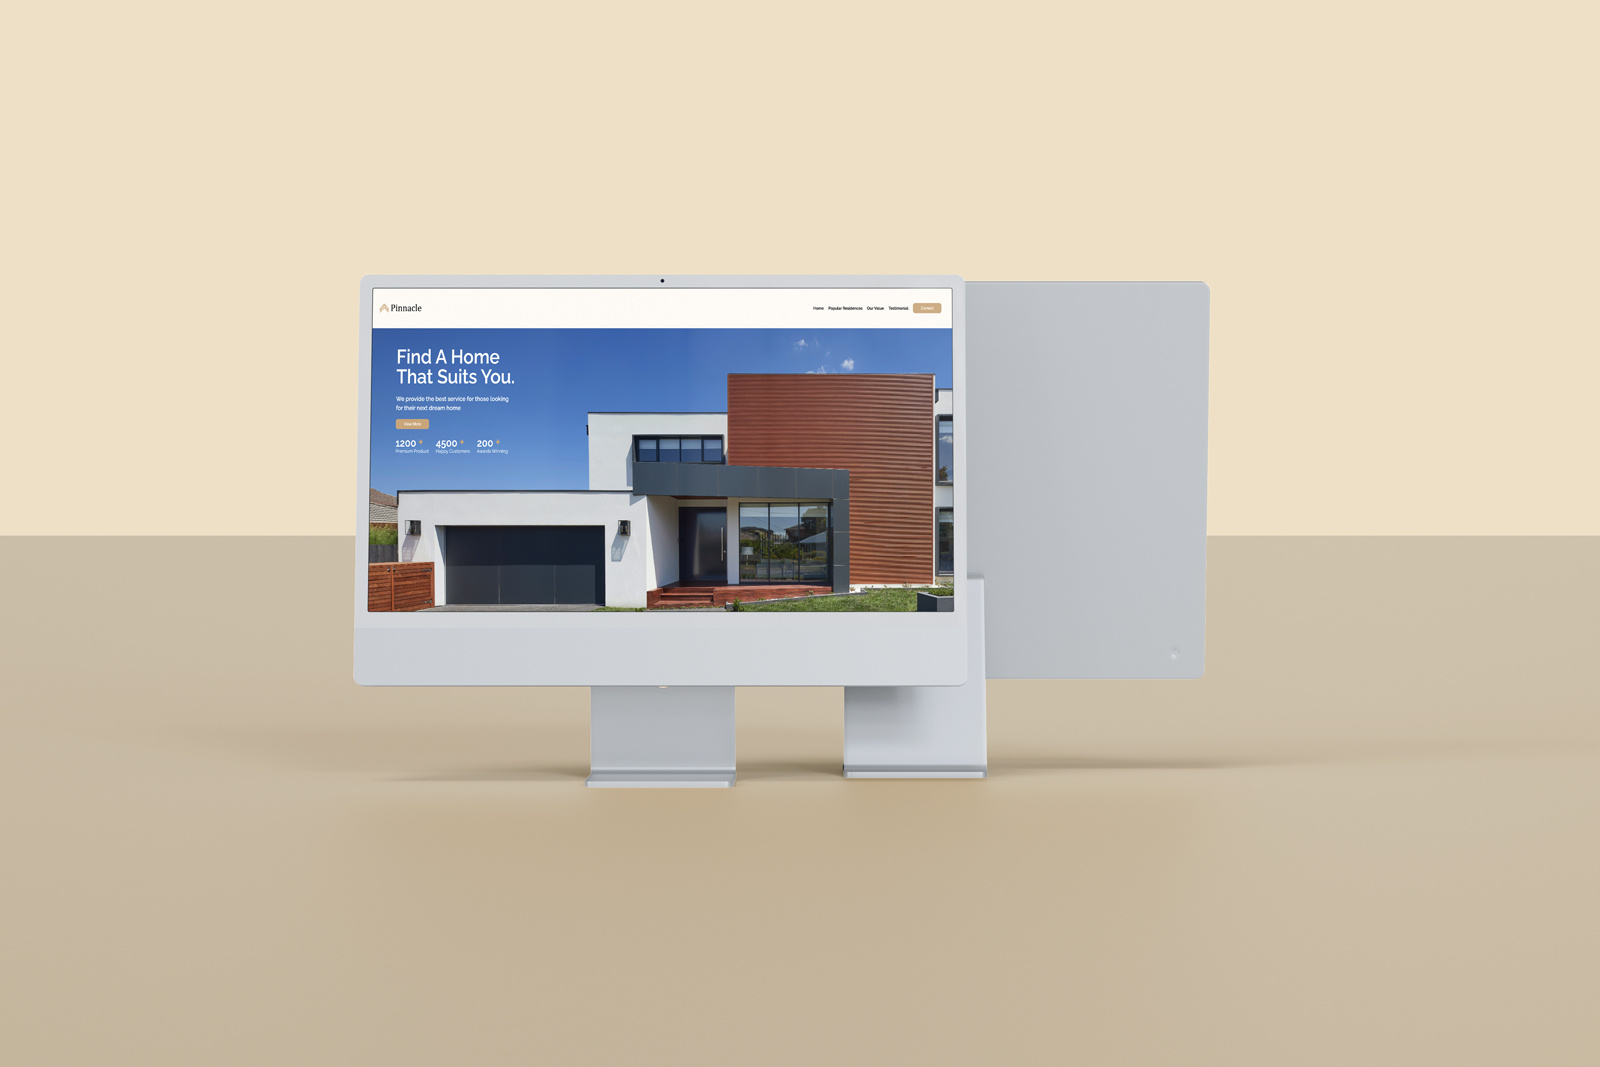 Pinnacle
Home Popular Residences Our Value Testimonial Contact
Find A Home
That Suits You.
We provide the best service for those looking
for their next dream home
View More
1200 + 4500 + 200 +
Premium Product Happy Customers Awards Winning